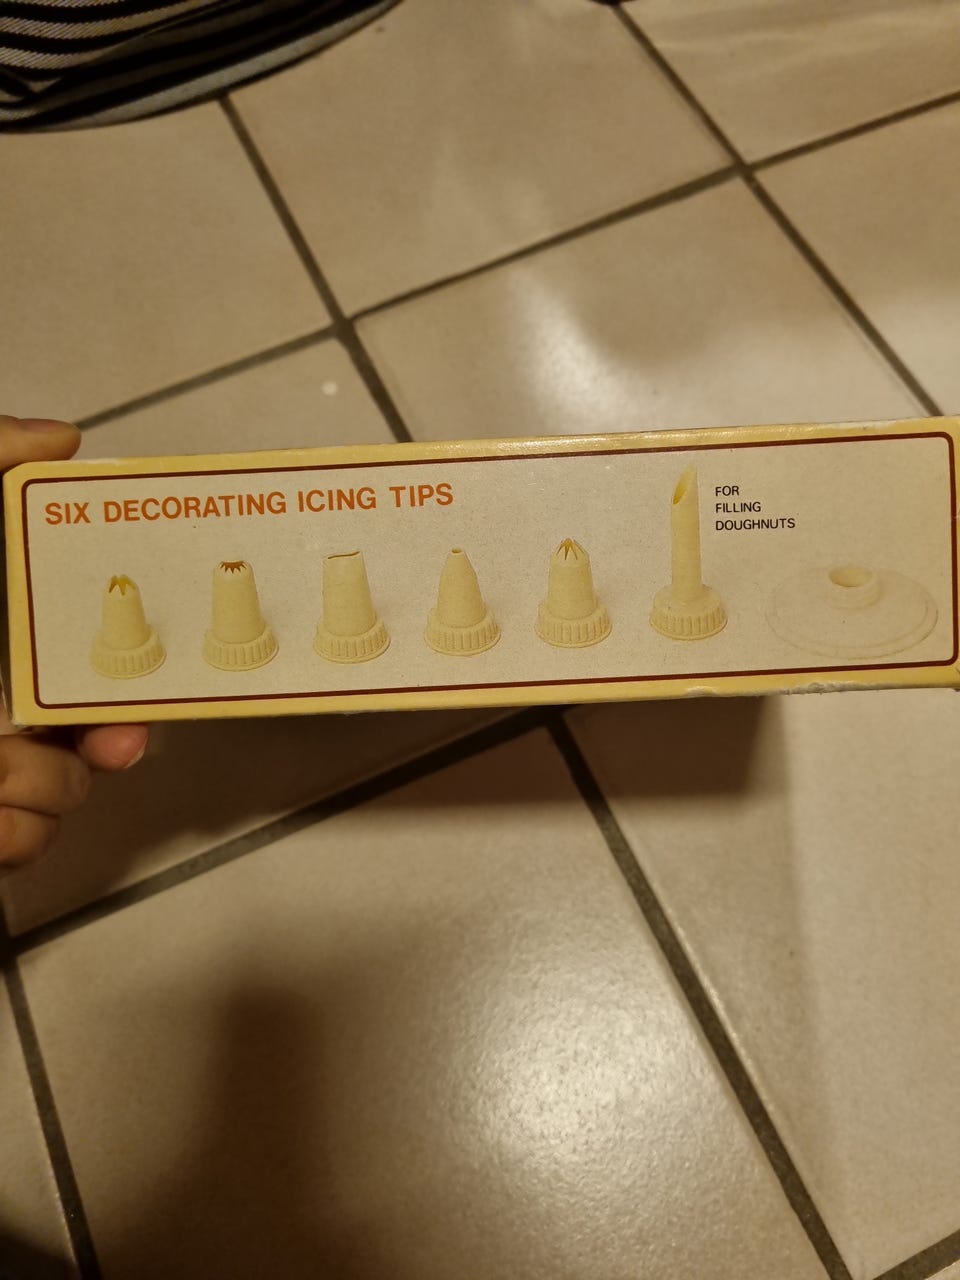 SIX DECORATING ICING TIPS
FOR
FILLING
DOUGHNUTS